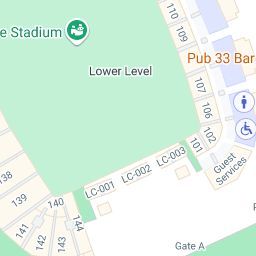 110
e Stadium
109
Pub 33 Bar
Lower Level
107
106
102
101
LC-003
LC-002
LC-001
Guest
Services
138
139
140
141
142
143
144
Gate A